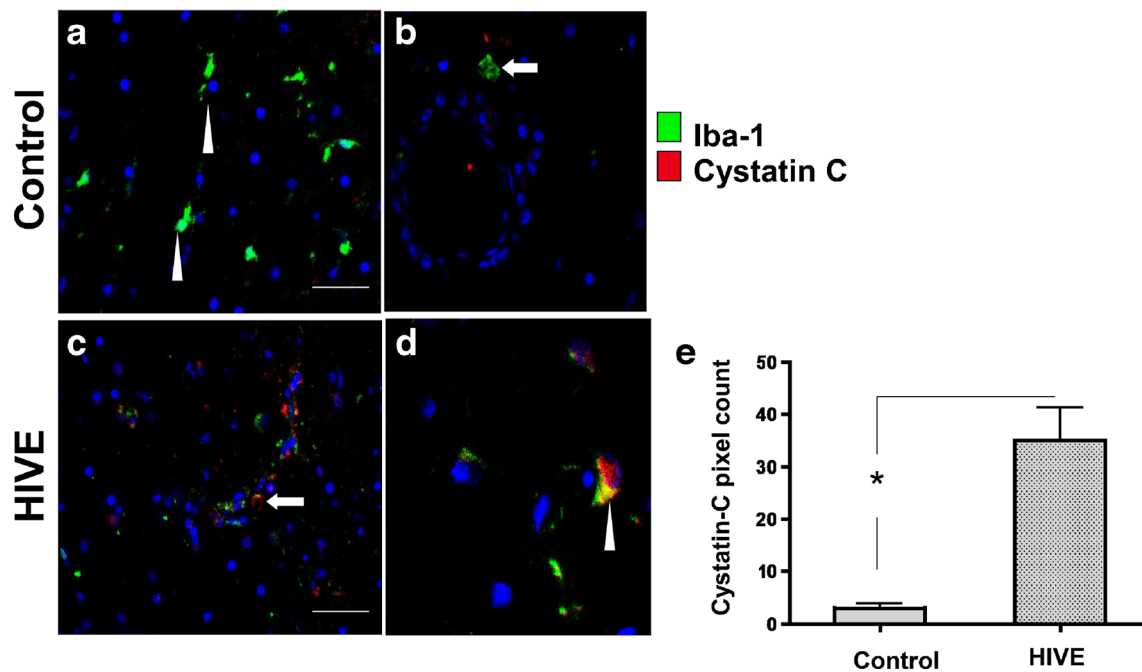 a
b
Control
Iba-1
Cystatin C
c
d
HIVE
e
Cystatin-C pixel count
50
40
30
20
10
0
*
Control
HIVE